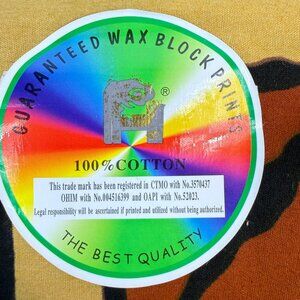 GUARANTEED WAX BLOCK PRINTS
®
100% COTTON
This trade mark has been registered in CTMO with No.3570437
OHIM with No.004516399 and OAPI with No.52023.
Legal responsibility will be ascertained if printed and utilized without being authorized.
THE BEST QUALITY